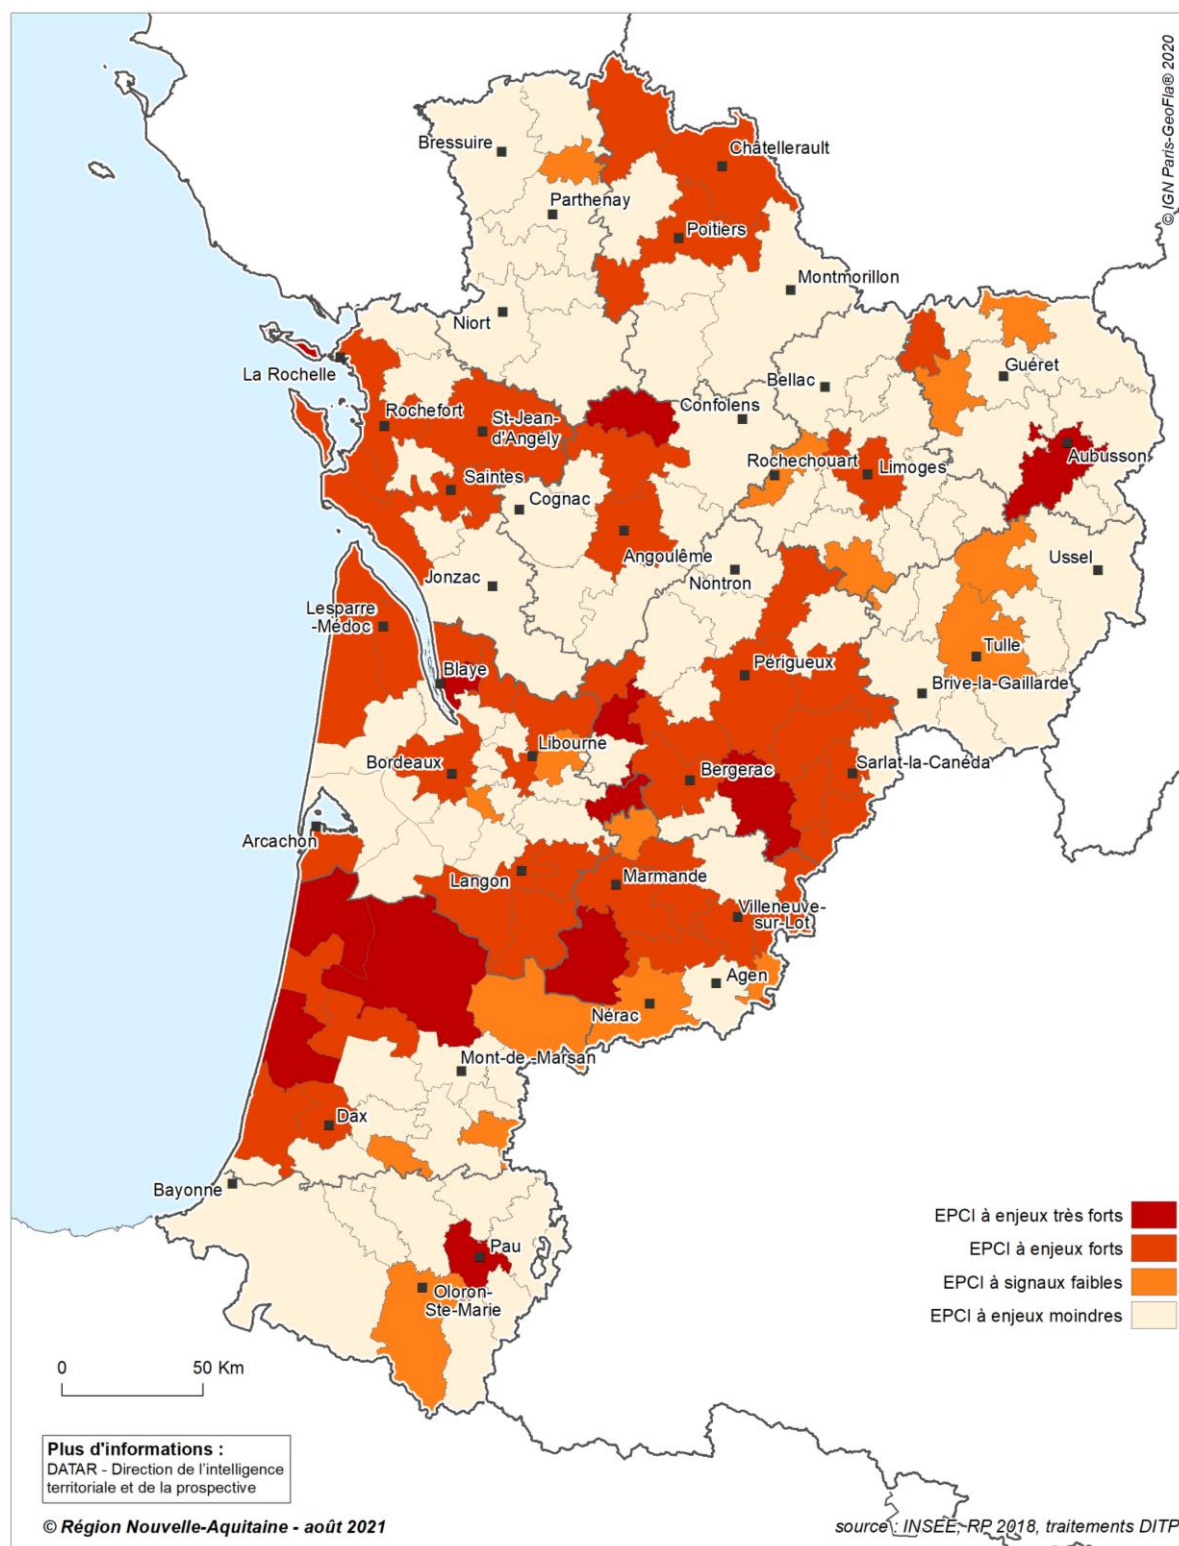 © IGN Paris-GeoFla® 2020
Bressuire
Châtellerault
Parthenay
Poitiers
Montmorillon
Niort
La Rochelle
Guéret
Bellac
Rochefort
St-Jean-
d'Angély
Confolens
Aubusson
Rochechouart
Limoges
Saintes
Cognac
Angoulême
Ussel
Jonzac
Nontron
Lesparre
-Médoc
Tulle
Périgueux
Blaye
Brive-la-Gaillarde
Libourne
Bordeaux
Bergerac
Sarlat-la-Canéda
Arcachon
Langon
Marmande
Villeneuve-
sur-Lot
Agen
Nérac
Mont-de-Marsan
Dax
Bayonne
Pau
Oloron-
Ste-Marie
EPCI à enjeux très forts
EPCI à enjeux forts
EPCI à signaux faibles
EPCI à enjeux moindres
0 50 Km
Plus d'informations :
DATAR - Direction de l'intelligence
territoriale et de la prospective
© Région Nouvelle-Aquitaine - août 2021
source : INSEE, RP 2018, traitements DITP